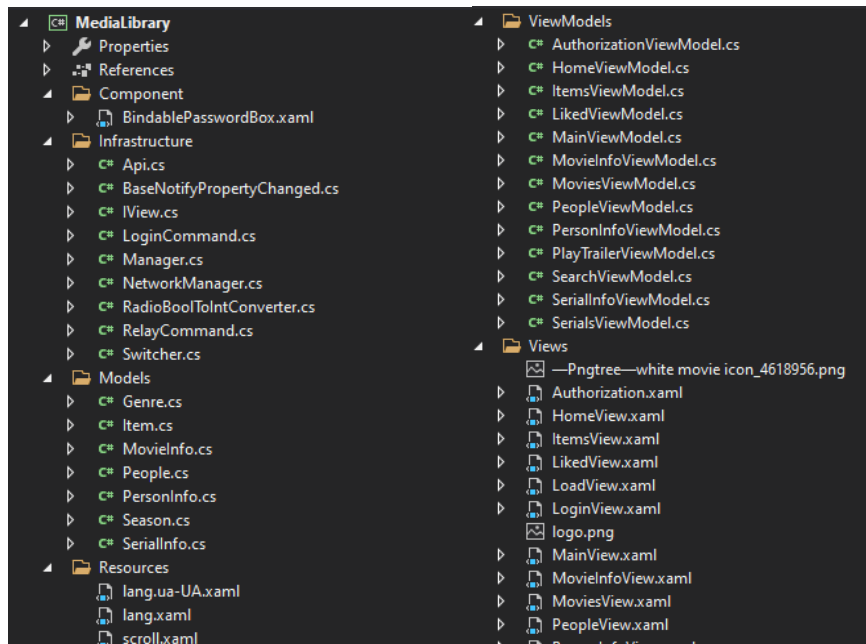 C# MediaLibrary
Properties
References
Component
BindablePasswordBox.xaml
Infrastructure
C# Api.cs
C# BaseNotifyPropertyChanged.cs
C# IView.cs
C# LoginCommand.cs
C# Manager.cs
C# NetworkManager.cs
C# RadioBoolToIntConverter.cs
C# RelayCommand.cs
C# Switcher.cs
Models
C# Genre.cs
C# Item.cs
C# MovieInfo.cs
C# People.cs
C# PersonInfo.cs
C# Season.cs
C# SerialInfo.cs
Resources
lang.ua-UA.xaml
lang.xaml
scroll.xaml
ViewModels
C# AuthorizationViewModel.cs
C# HomeViewModel.cs
C# ItemsViewModel.cs
C# LikedViewModel.cs
C# MainViewModel.cs
C# MovieInfoViewModel.cs
C# MoviesViewModel.cs
C# PeopleViewModel.cs
C# PersonInfoViewModel.cs
C# PlayTrailerViewModel.cs
C# SearchViewModel.cs
C# SerialInfoViewModel.cs
C# SerialsViewModel.cs
Views
—Pngtree—white movie icon_4618956.png
Authorization.xaml
HomeView.xaml
ItemsView.xaml
LikedView.xaml
LoadView.xaml
LoginView.xaml
logo.png
MainView.xaml
MovieInfoView.xaml
MoviesView.xaml
PeopleView.xaml